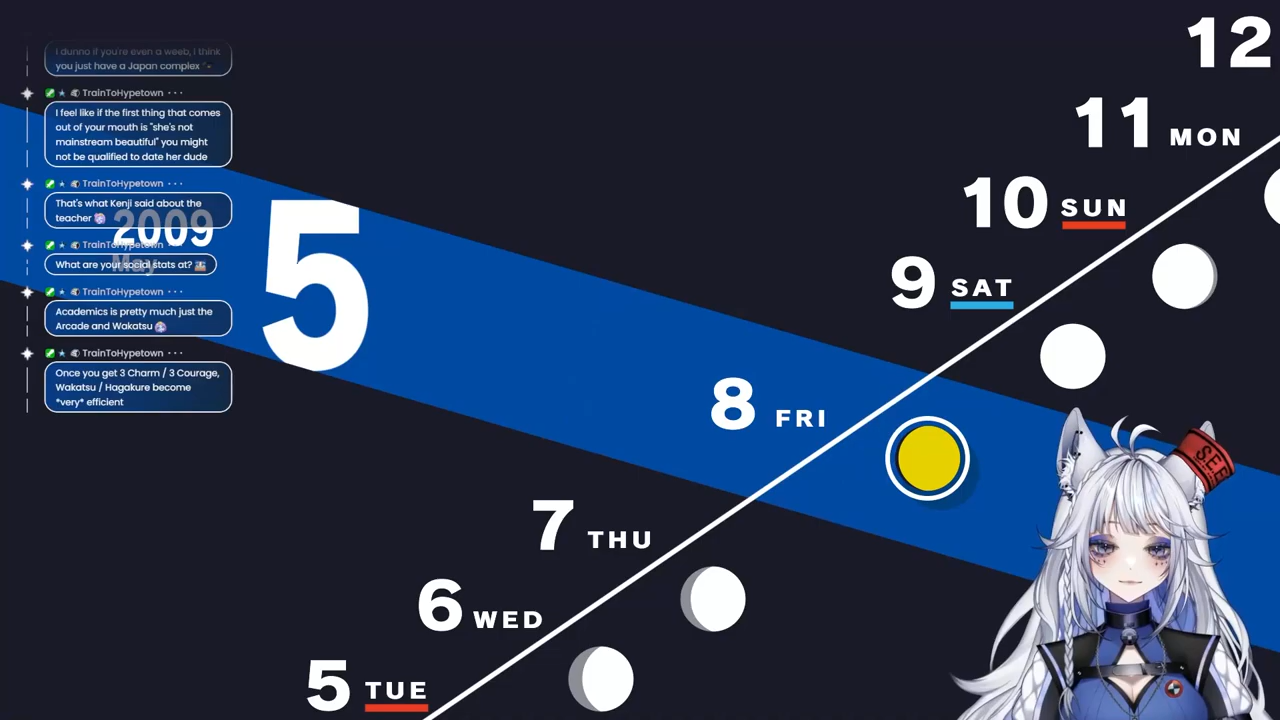 I dunno if you're even a weeb, I think
you just have a Japan complex
TrainToHypetown
I feel like if the first thing that comes
out of your mouth is "she's not
mainstream beautiful" you might
not be qualified to date her dude
TrainToHypetown
That's what Kenji said about the
teacher
TrainToHypetown
What are your social stats at?
TrainToHypetown
Academics is pretty much just the
Arcade and Wakatsu
TrainToHypetown
Once you get 3 Charm / 3 Courage,
Wakatsu / Hagakure become
*very* efficient
2009
May
5
12
11 MON
10 SUN
9 SAT
8 FRI
7 THU
6 WED
5 TUE